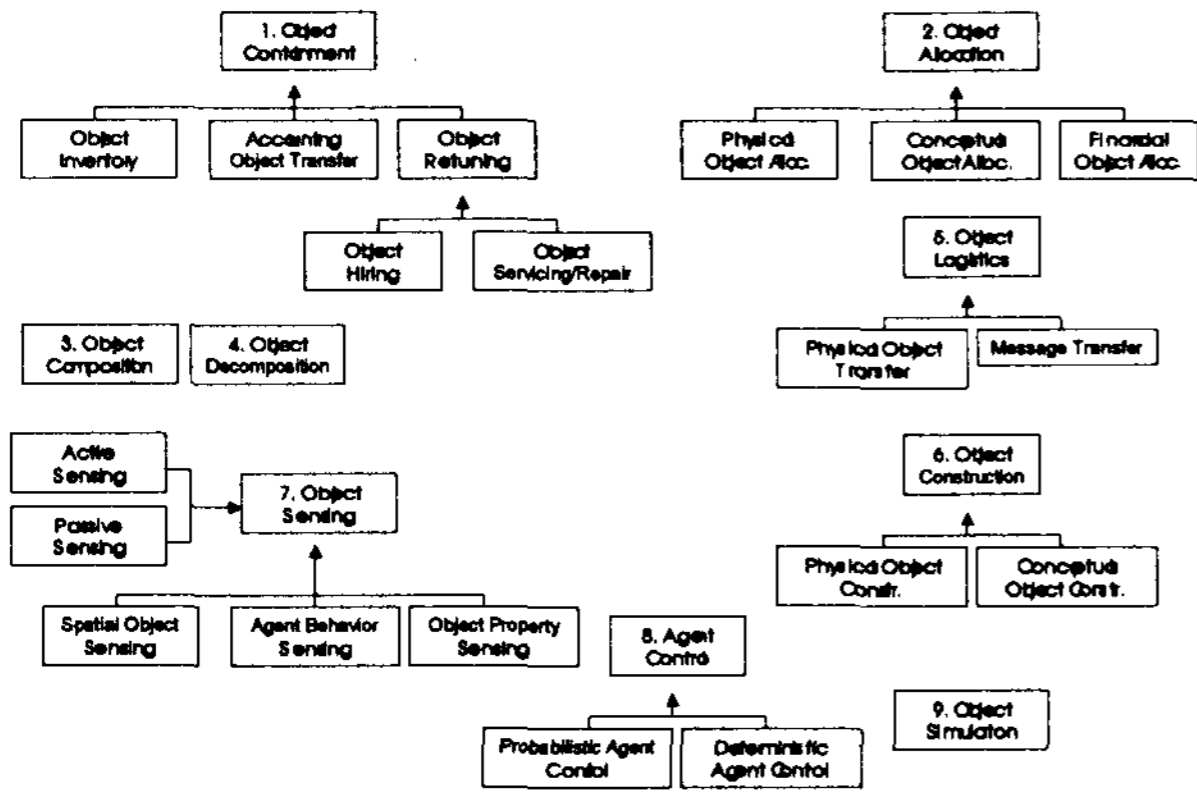 1. Object
Containment
2. Object
Allocation
Object
Inventory
Accounting
Object Transfer
Object
Returning
Physical
Object Alloc.
Conceptual
Object Alloc.
Financial
Object Alloc.
Object
Hiring
Object
Servicing/Repair
5. Object
Logistics
3. Object
Composition
4. Object
Decomposition
Physical Object
Transfer
Message Transfer
Active
Sensing
Passive
Sensing
7. Object
Sensing
6. Object
Construction
Physical Object
Constr.
Conceptual
Object Constr.
Spatial Object
Sensing
Agent Behavior
Sensing
Object Property
Sensing
8. Agent
Control
9. Object
Simulation
Probabilistic Agent
Control
Deterministic
Agent Control